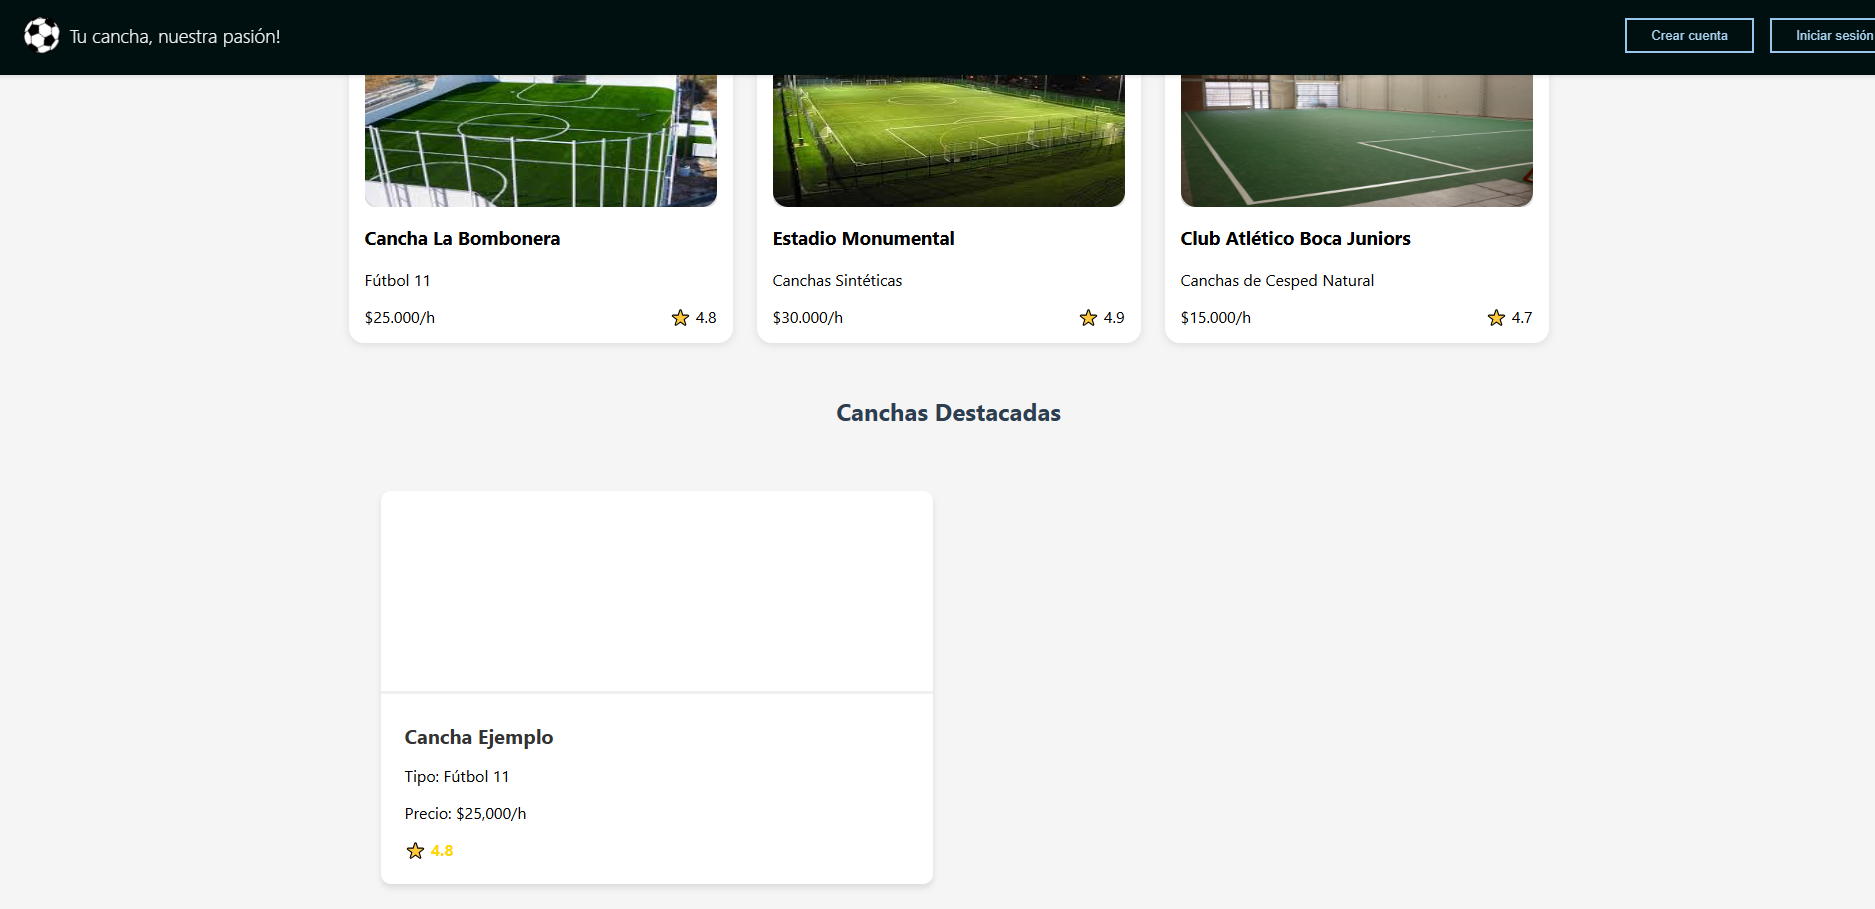 Tu cancha, nuestra pasión!
Crear cuenta
Iniciar sesión
Cancha La Bombonera
Fútbol 11
$25.000/h
4.8
Estadio Monumental
Canchas Sintéticas
$30.000/h
4.9
Club Atlético Boca Juniors
Canchas de Cesped Natural
$15.000/h
4.7
Canchas Destacadas
Cancha Ejemplo
Tipo: Fútbol 11
Precio: $25,000/h
4.8